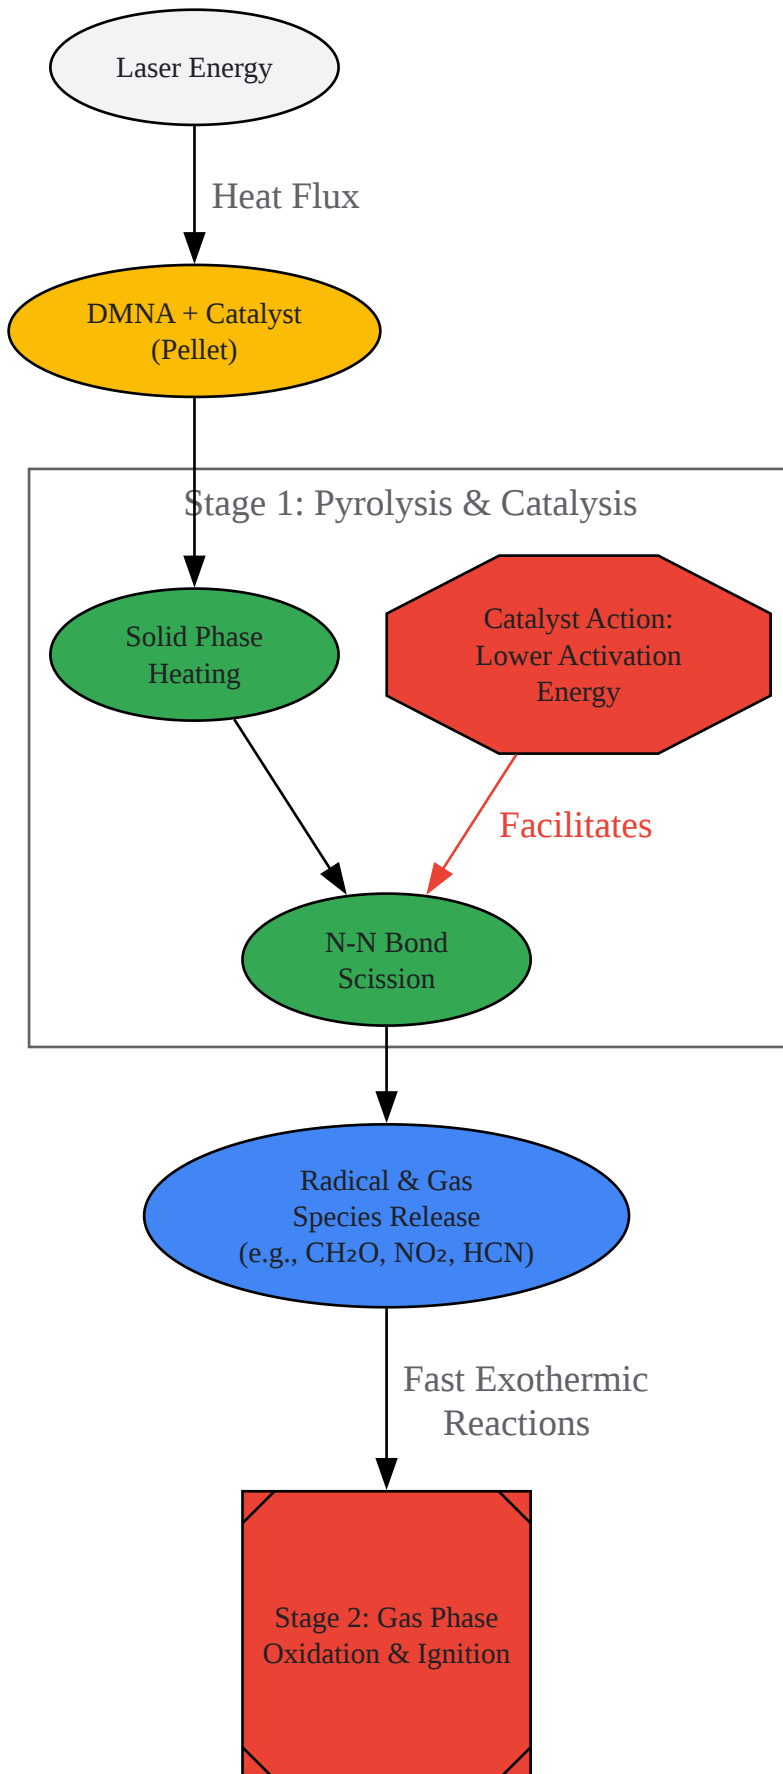 Laser Energy
Heat Flux
DMNA + Catalyst
(Pellet)
Stage 1: Pyrolysis & Catalysis
Solid Phase
Heating
Catalyst Action:
Lower Activation
Energy
Facilitates
N-N Bond
Scission
Radical & Gas
Species Release
(e.g., CH₂O, NO₂, HCN)
Fast Exothermic
Reactions
Stage 2: Gas Phase
Oxidation & Ignition